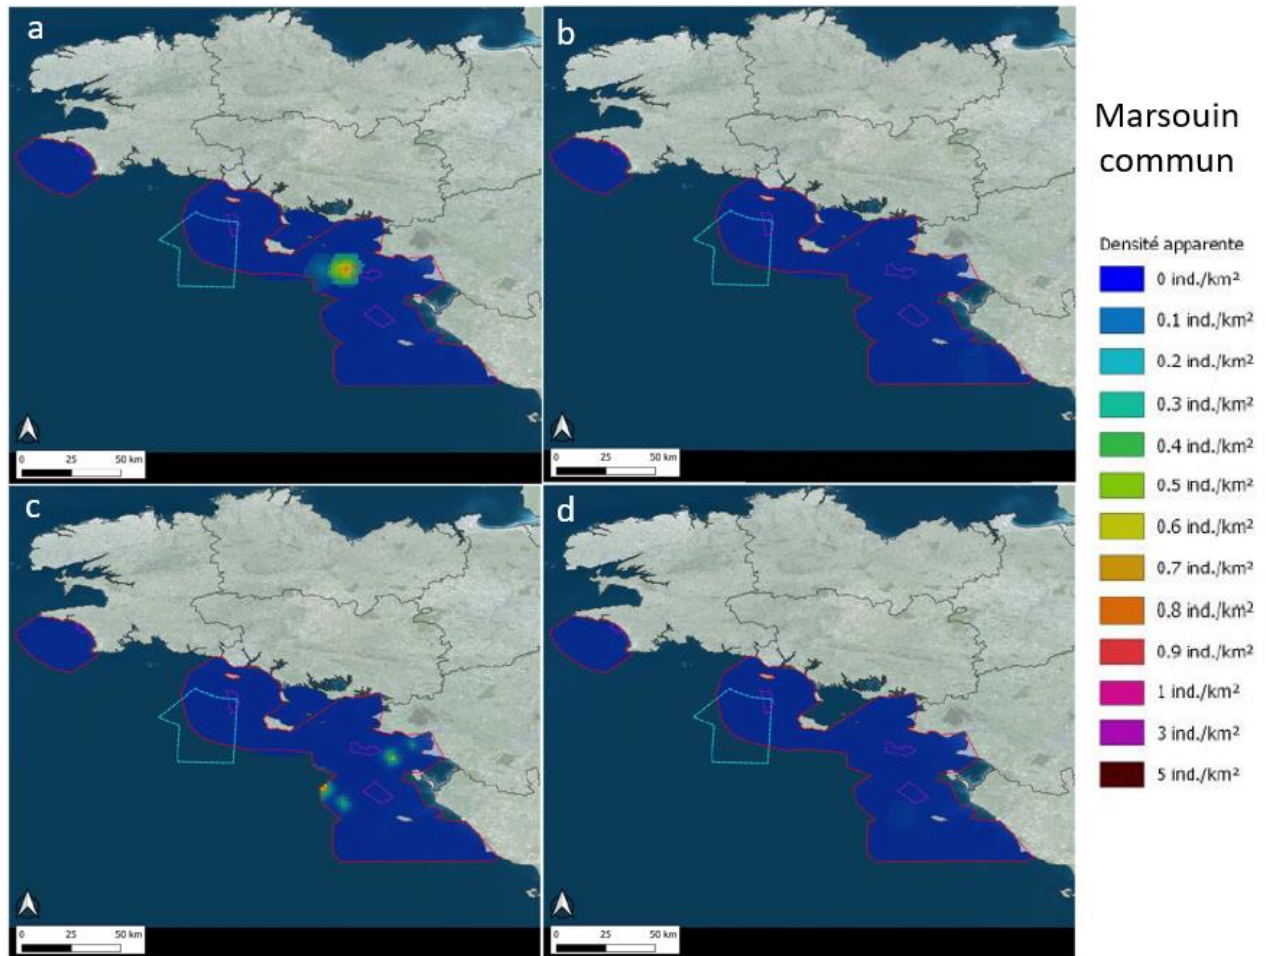 a
b
0 25 50 km
0 25 50 km
c
d
0 25 50 km
0 25 50 km
Marsouin
commun
Densité apparente
0 ind./km²
0.1 ind./km²
0.2 ind./km²
0.3 ind./km²
0.4 ind./km²
0.5 ind./km²
0.6 ind./km²
0.7 ind./km²
0.8 ind./km²
0.9 ind./km²
1 ind./km²
3 ind./km²
5 ind./km²